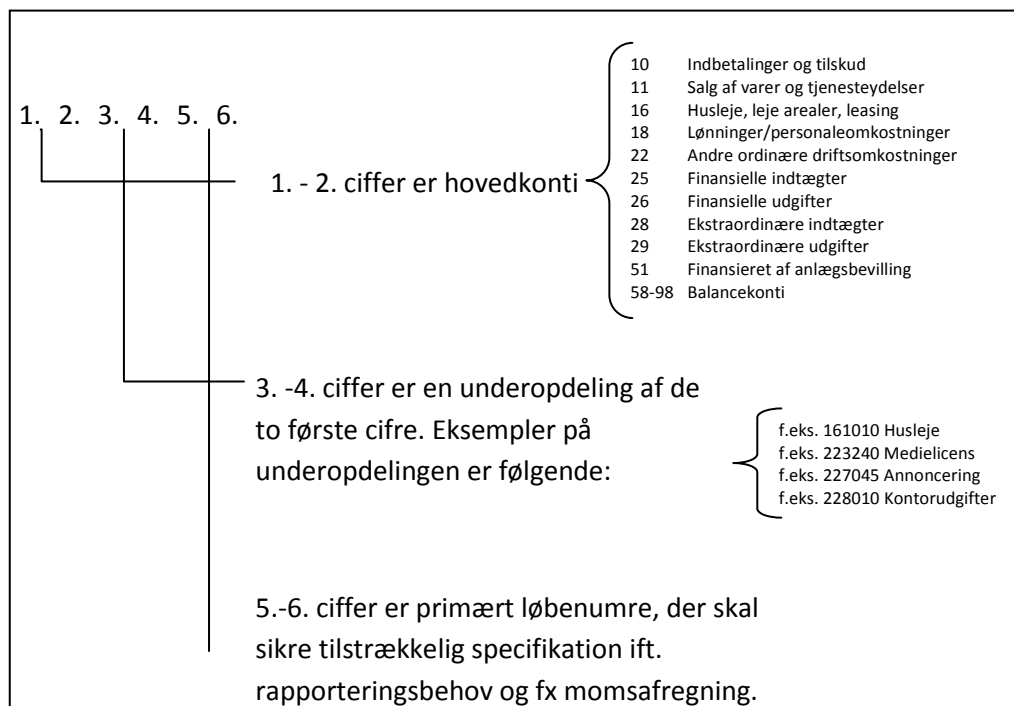 1. 2. 3. 4. 5. 6.
1. - 2. ciffer er hovedkonti
10 Indbetalinger og tilskud
11 Salg af varer og tjenesteydelser
16 Husleje, leje arealer, leasing
18 Lønninger/personaleomkostninger
22 Andre ordinære driftsomkostninger
25 Finansielle indtægter
26 Finansielle udgifter
28 Ekstraordinære indtægter
29 Ekstraordinære udgifter
51 Finansieret af anlægsbevilling
58-98 Balancekonti
3. -4. ciffer er en underopdeling af de
to første cifre. Eksempler på
underopdelingen er følgende:
f.eks. 161010 Husleje
f.eks. 223240 Medielicens
f.eks. 227045 Annoncering
f.eks. 228010 Kontorudgifter
5.-6. ciffer er primært løbenumre, der skal
sikre tilstrækkelig specifikation ift.
rapporteringsbehov og fx momsafregning.